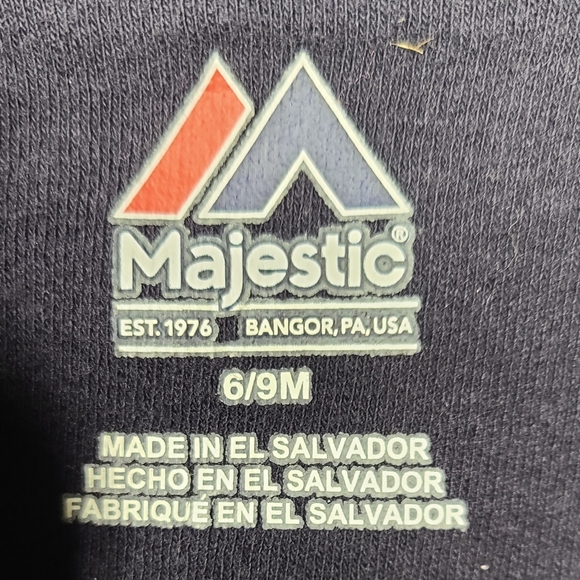 Majestic®
EST. 1976 BANGOR, PA, USA
6/9M
MADE IN EL SALVADOR
HECHO EN EL SALVADOR
FABRIQUÉ EN EL SALVADOR